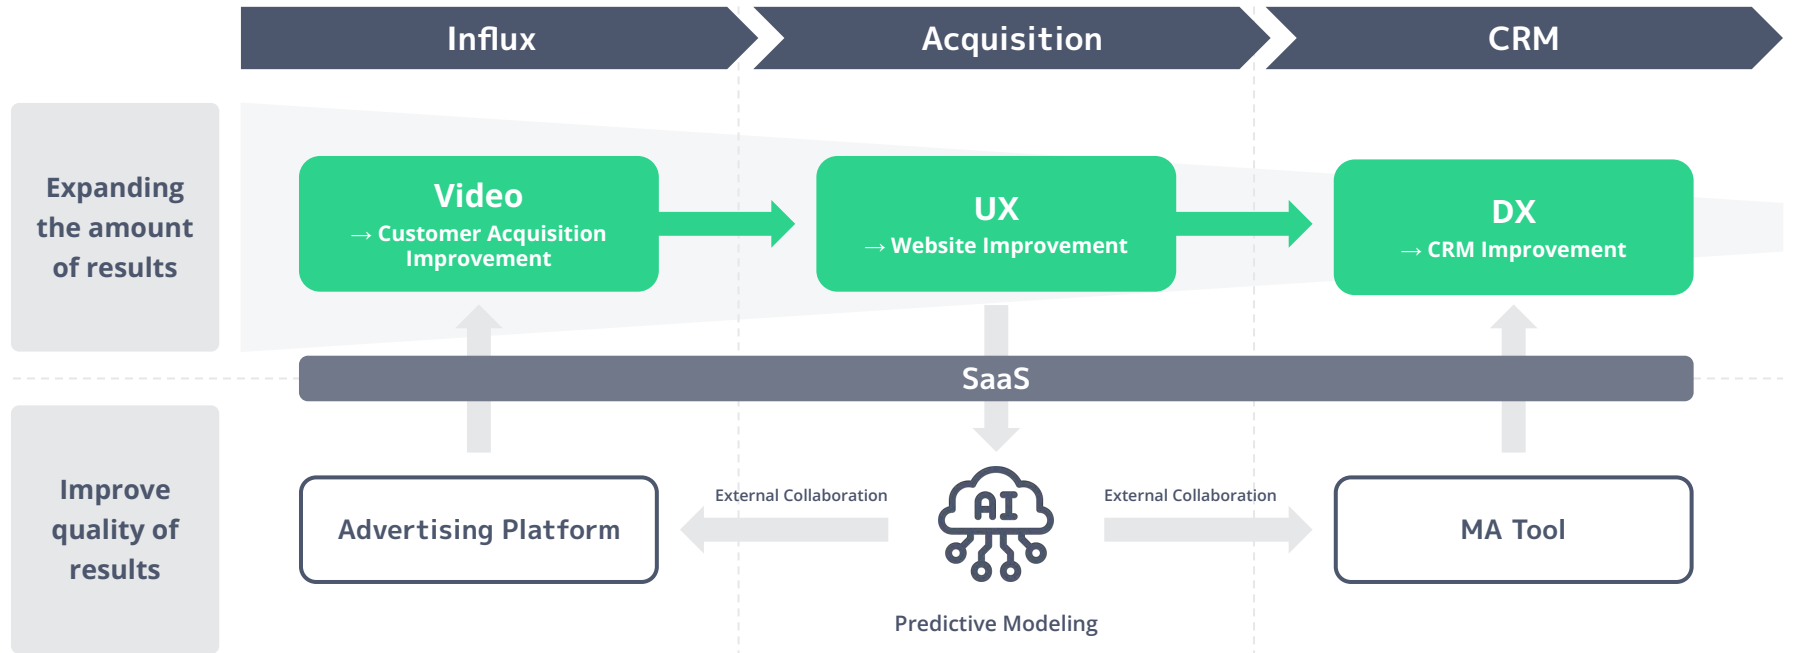 Influx
Acquisition
CRM
Expanding
the amount
of results
Video
→ Customer Acquisition
Improvement
UX
→ Website Improvement
DX
→ CRM Improvement
SaaS
Improve
quality of
results
Advertising Platform
External Collaboration
AI
External Collaboration
MA Tool
Predictive Modeling